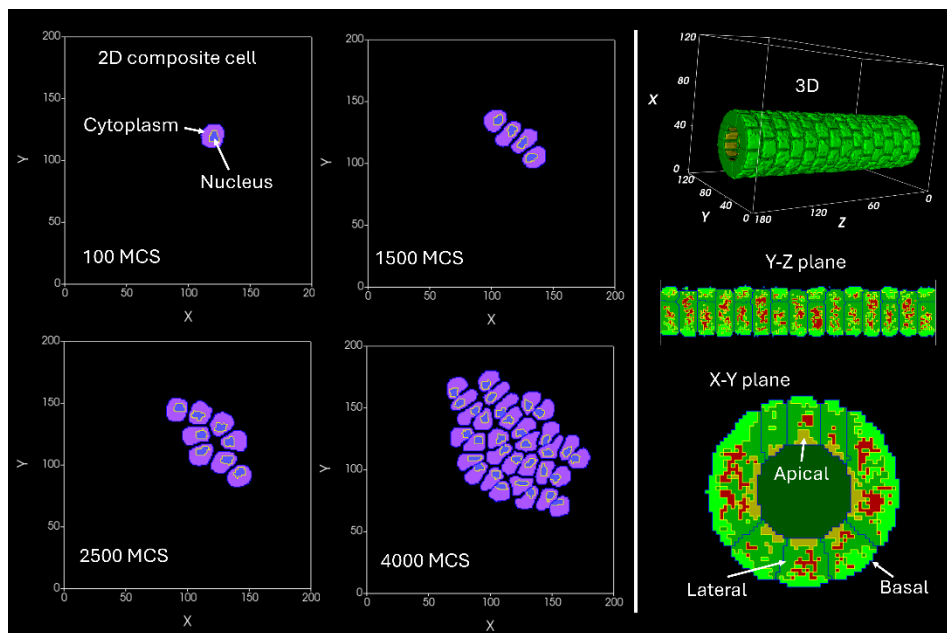 200
2D composite cell
150
Cytoplasm
Y
100
Nucleus
50
100 MCS
0
0 50 100 150 200
X
200
150
Y
100
50
1500 MCS
0
0 50 100 150 20
X
200
150
Y
100
50
2500 MCS
0
0 50 100 150 200
X
200
150
Y
100
50
4000 MCS
0
0 50 100 150 200
X
120
80
X
40
0
3D
120
80
Y
40
0
180
120
Z
60
0
Y-Z plane
X-Y plane
Apical
Lateral
Basal